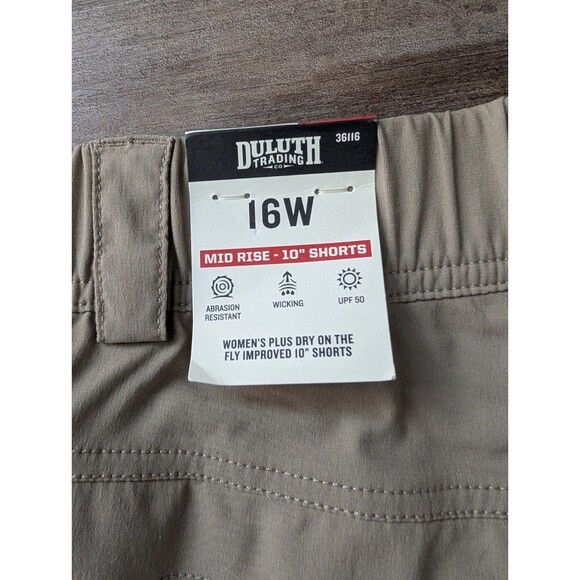 36116
DULUTH
TRADING
CO
16W
MID RISE - 10" SHORTS
ABRASION
RESISTANT
WICKING
UPF 50
WOMEN'S PLUS DRY ON THE
FLY IMPROVED 10" SHORTS